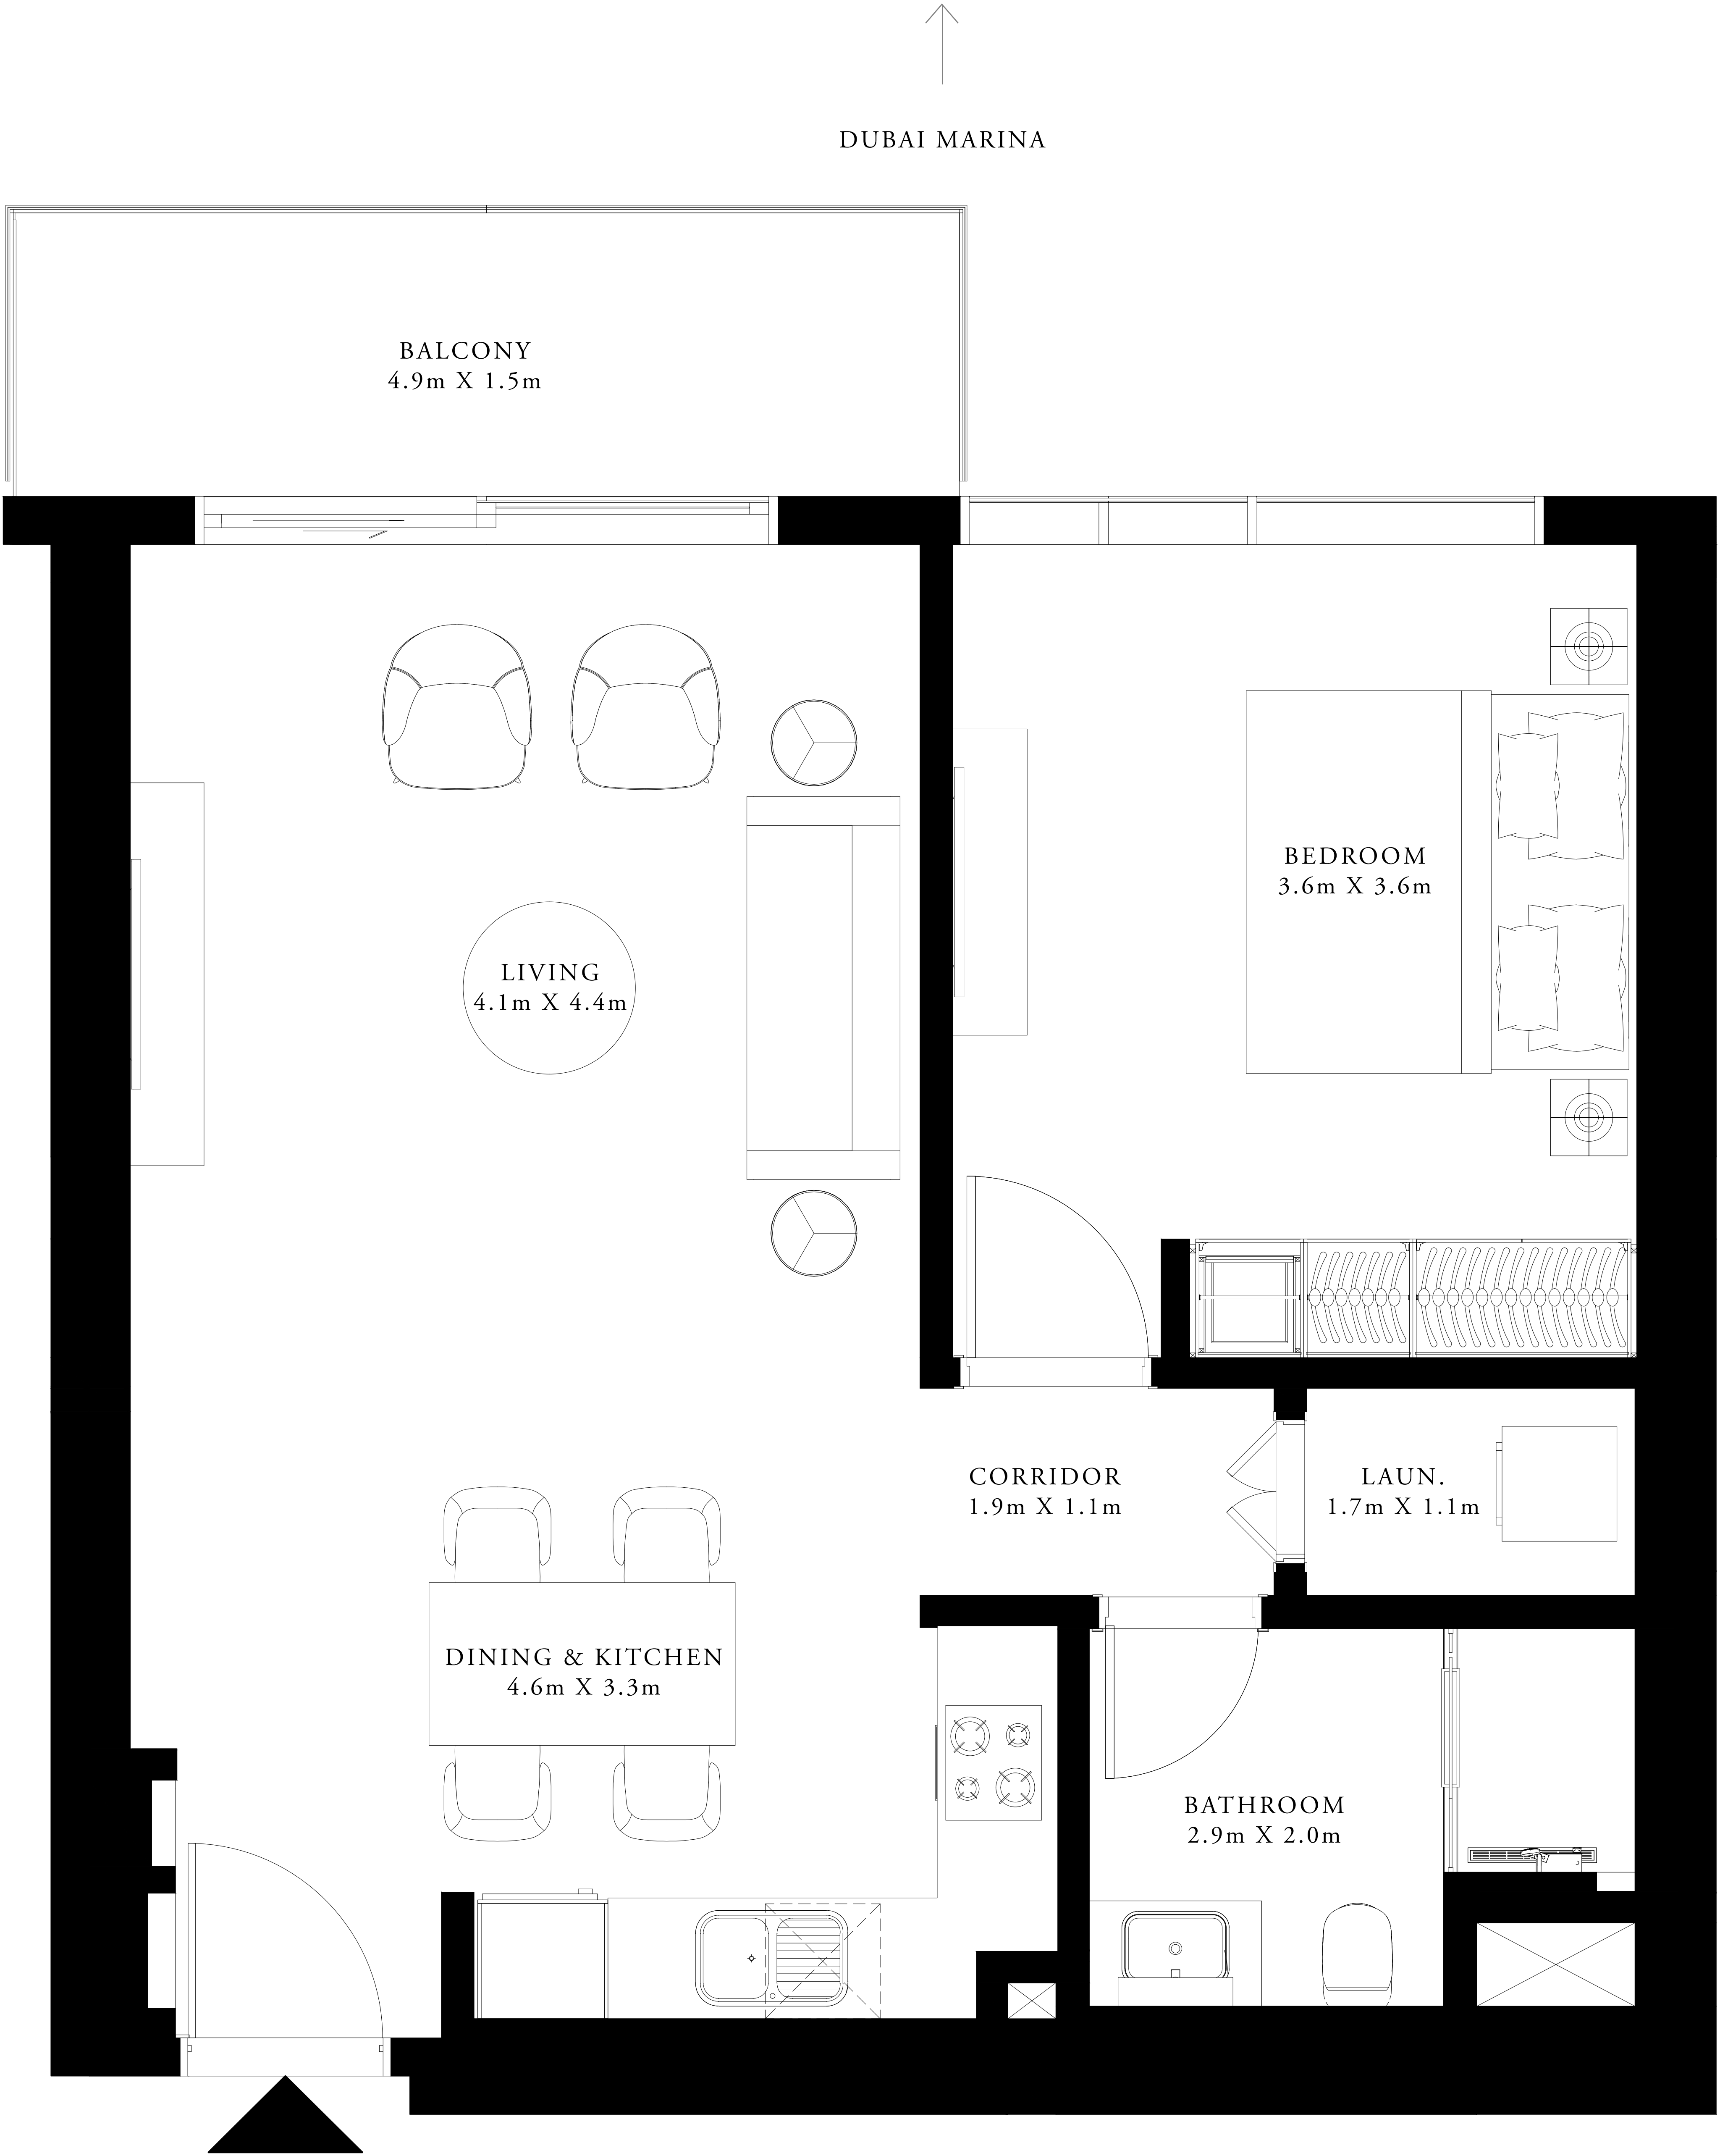 DUBAI MARINA
BALCONY
4.9m X 1.5m
BEDROOM
3.6m X 3.6m
LIVING
4.1m X 4.4m
CORRIDOR
1.9m X 1.1m
LAUN.
1.7m X 1.1m
DINING & KITCHEN
4.6m X 3.3m
BATHROOM
2.9m X 2.0m